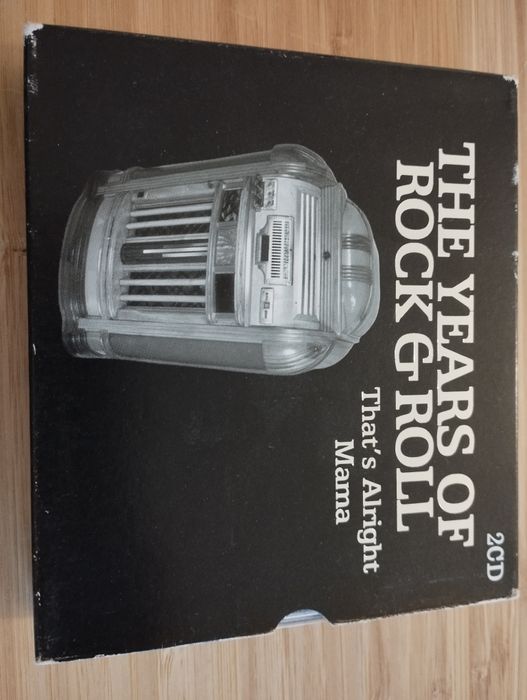 2CD
THE YEARS OF
ROCK & ROLL
That's Alright
Mama